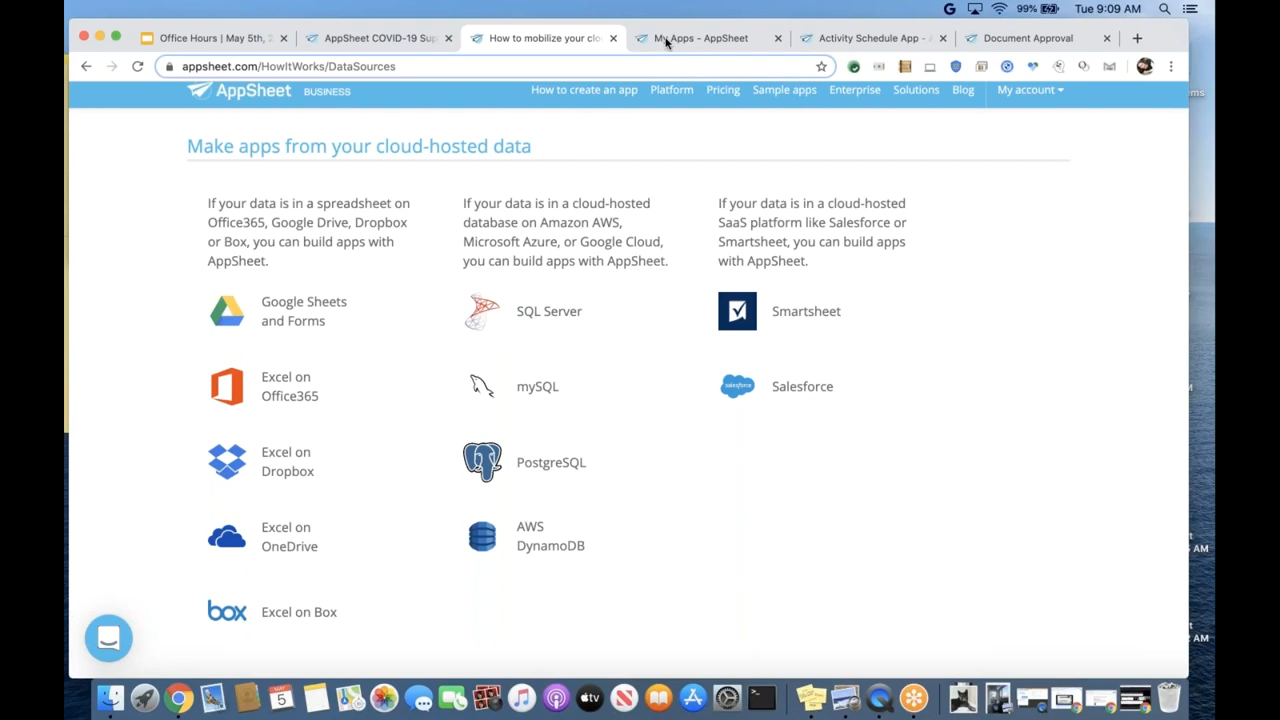 99%
Tue 9:09 AM
Office Hours | May 5th, 2
AppSheet COVID-19 Sup
How to mobilize your clo
My Apps - AppSheet
Activity Schedule App -
Document Approval
appsheet.com/HowItWorks/DataSources
AppSheet BUSINESS
How to create an app Platform Pricing Sample apps Enterprise Solutions Blog My account
Make apps from your cloud-hosted data
If your data is in a spreadsheet on
Office365, Google Drive, Dropbox
or Box, you can build apps with
AppSheet.
Google Sheets
and Forms
Excel on
Office365
Excel on
Dropbox
Excel on
OneDrive
box Excel on Box
If your data is in a cloud-hosted
database on Amazon AWS,
Microsoft Azure, or Google Cloud,
you can build apps with AppSheet.
SQL Server
mySQL
PostgreSQL
AWS
DynamoDB
If your data is in a cloud-hosted
SaaS platform like Salesforce or
Smartsheet, you can build apps
with AppSheet.
Smartsheet
salesforce Salesforce